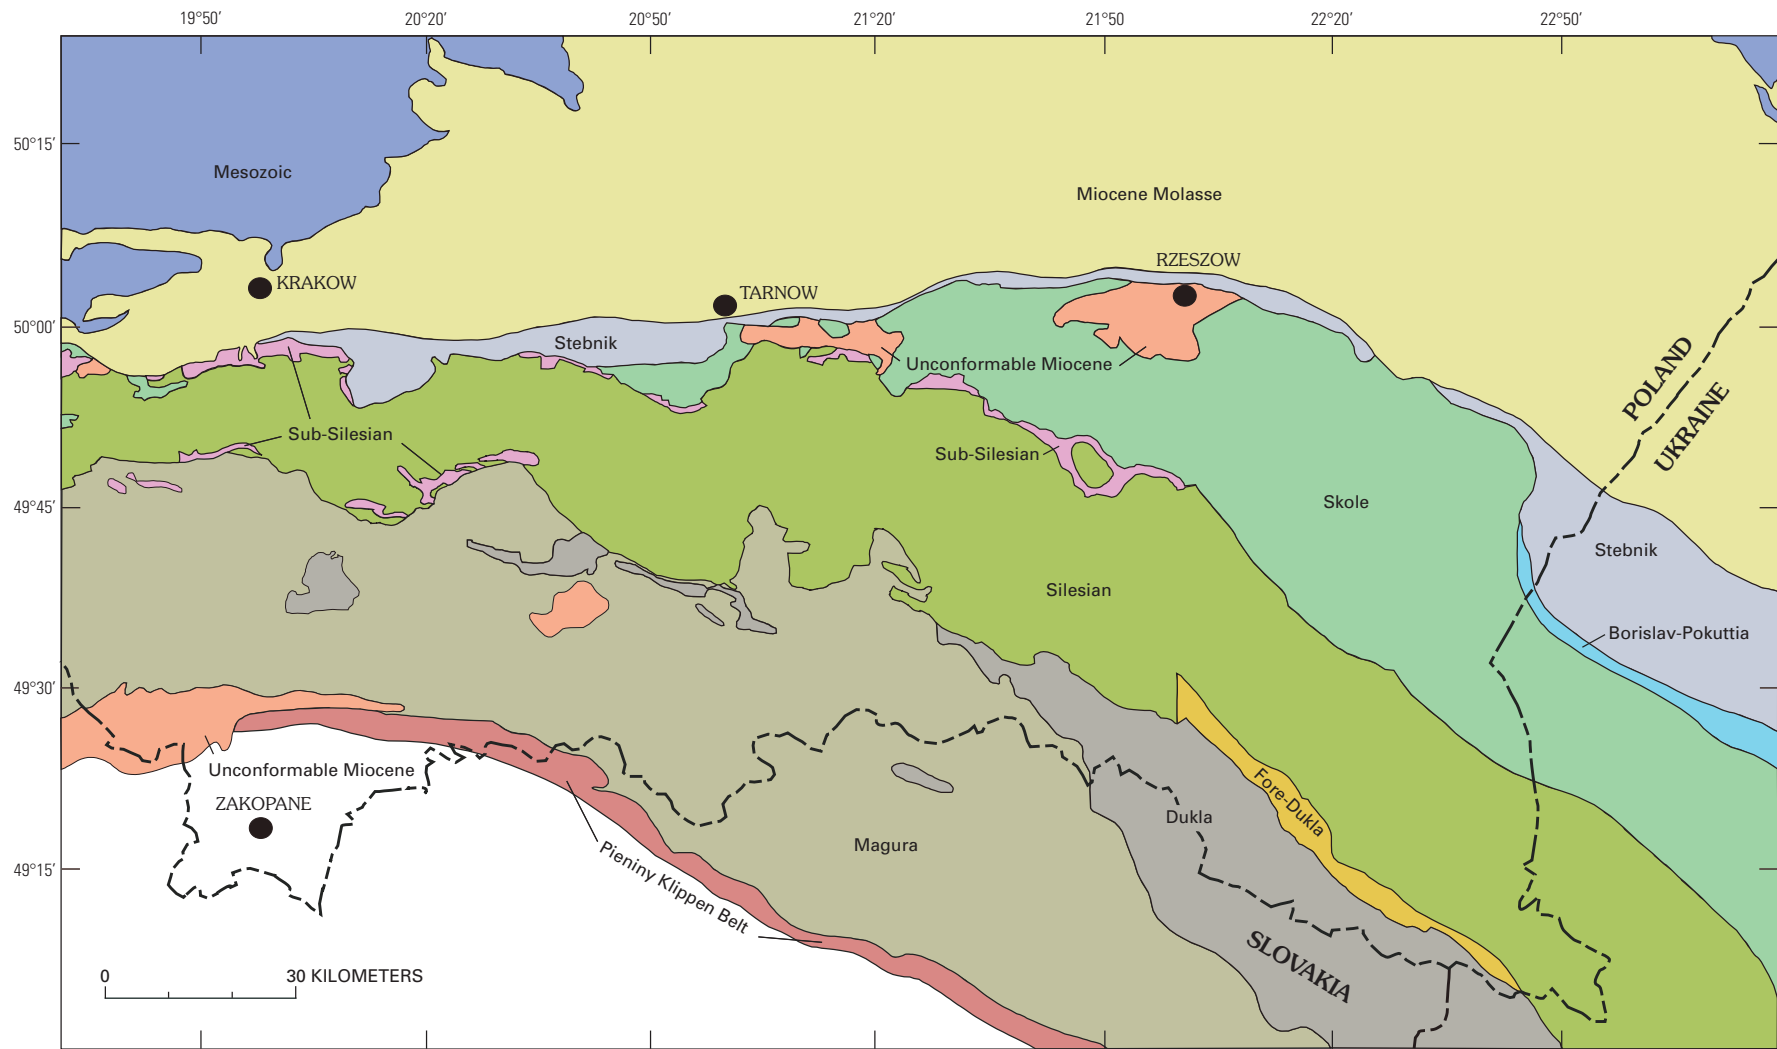 19°50'
20°20'
20°50'
21°20'
21°50
22°20'
22°50'
50°15'
Mesozoic
Miocene Molasse
RZESZOW
KRAKOW
TARNOW
50°00'
Stebnik
Unconformable Miocene
POLAND
UKRAINE
Sub-Silesian
Sub-Silesian
49°45'
Skole
Stebnik
Silesian
Borislav-Pokuttia
49°30'
Unconformable Miocene
ZAKOPANE
Fore-Dukla
Dukla
Magura
49°15'
Pieniny Klippen Belt
SLOVAKIA
0 30 KILOMETERS